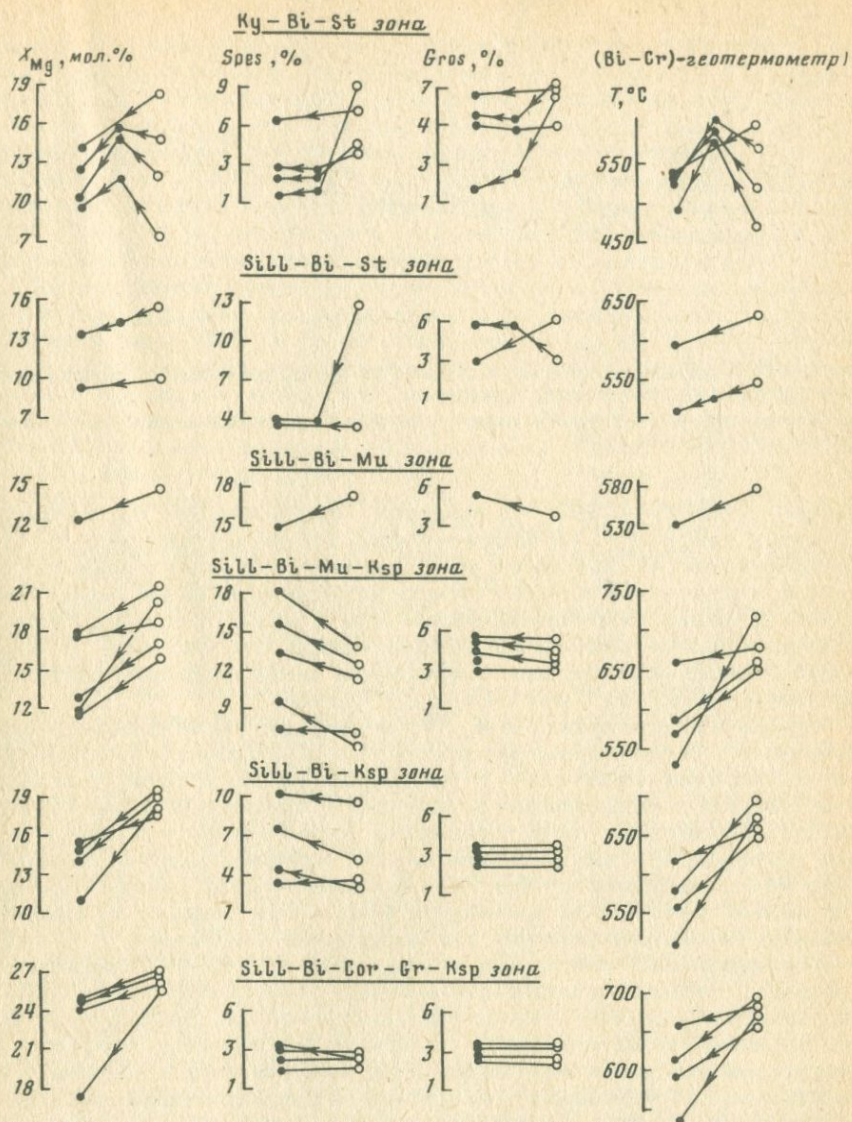 Ky-Bi-St зона
X Mg, мол.% Spes, % Gros, % (Bi-Cr)-геотермометр)
T, °C
19 9 7
16 6 4 550
13 3 3
10 1 1
7 450
Sill-Bi-St зона
16 13 650
13 10 6
10 7 3 550
7 4 1
Sill-Bi-Mu зона
15 18 6 580
12 15 3 530
Sill-Bi-Mu-Ksp зона
21 18 750
18 15 6
15 12 3 650
12 9 1 550
Sill-Bi-Ksp зона
19 10
16 7 6 650
13 4 3
10 1 1 550
Sill-Bi-Cor-Gr-Ksp зона
27 6 6 700
24
21 3 3 600
18 1 1